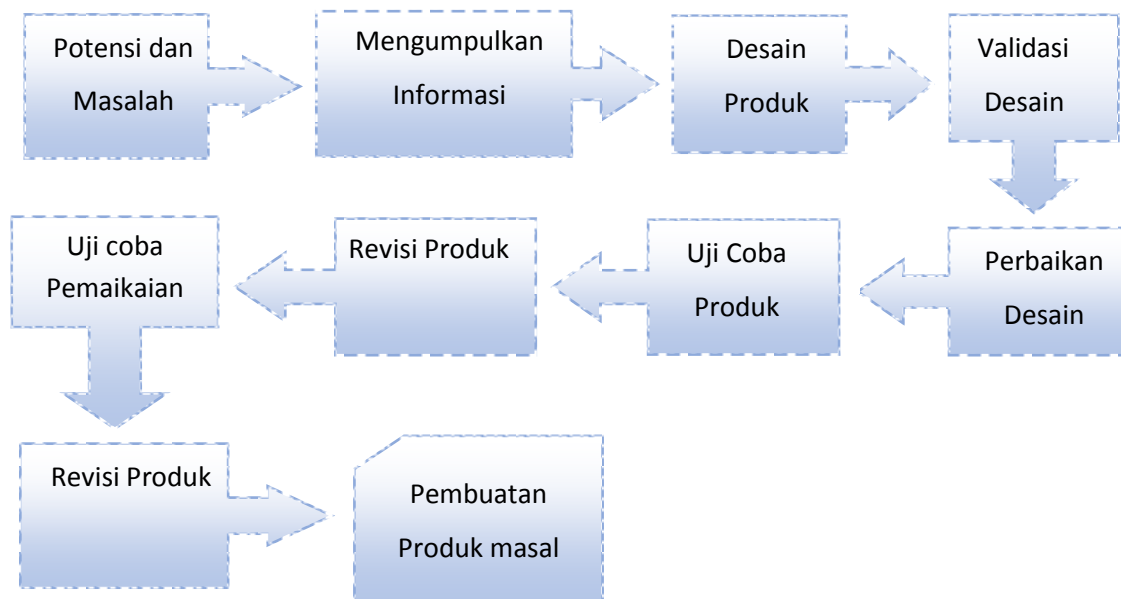 Potensi dan
Masalah
Mengumpulkan
Informasi
Desain
Produk
Validasi
Desain
Perbaikan
Desain
Uji Coba
Produk
Revisi Produk
Uji coba
Pemaikaian
Revisi Produk
Pembuatan
Produk masal